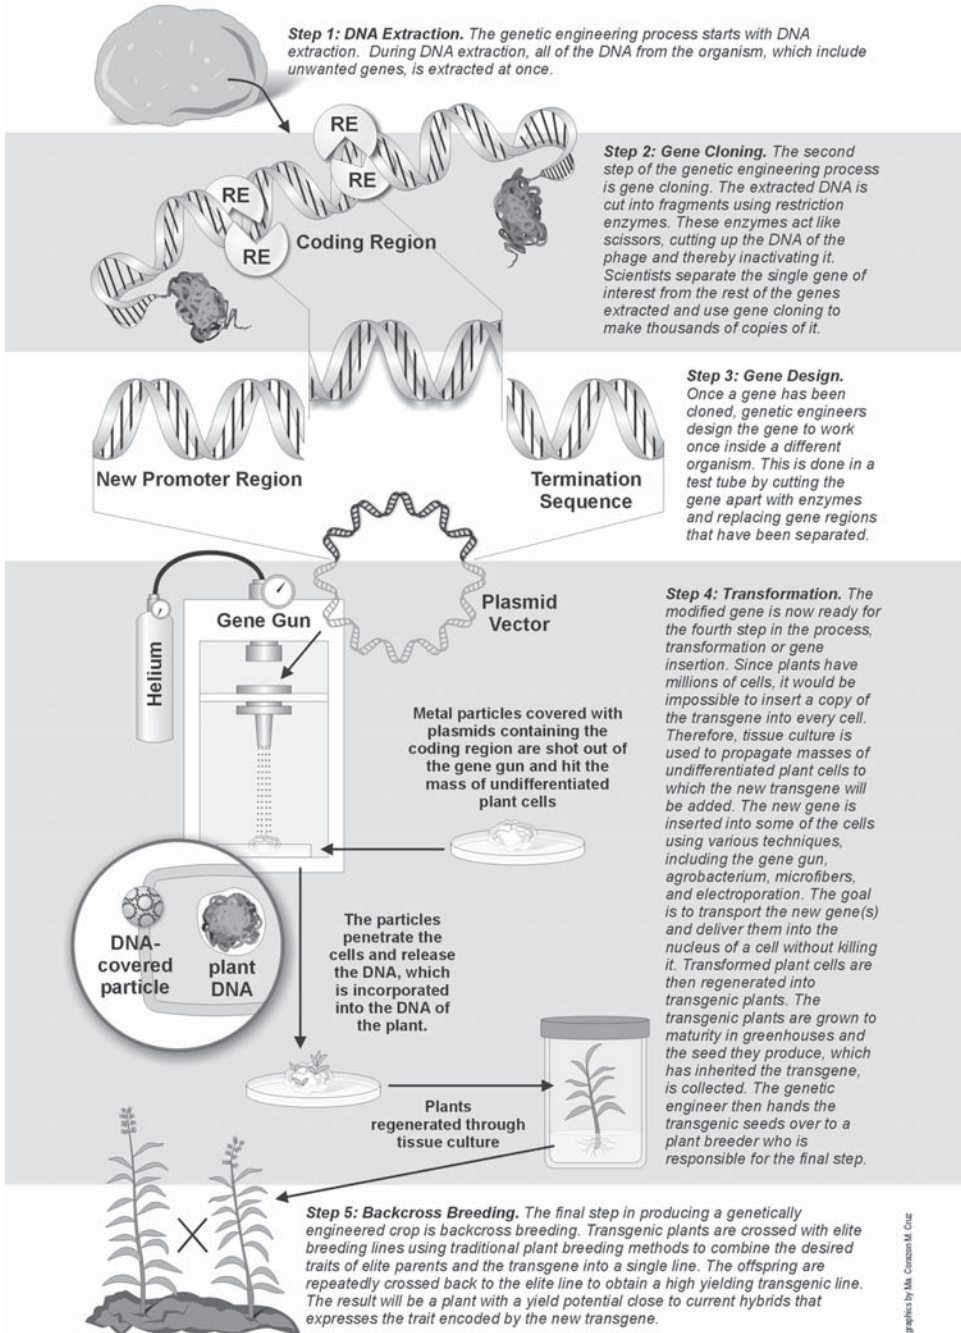 Step 1: DNA Extraction. The genetic engineering process starts with DNA
extraction. During DNA extraction, all of the DNA from the organism, which include
unwanted genes, is extracted at once.
RE
RE
RE
RE
Coding Region
Step 2: Gene Cloning. The second
step of the genetic engineering process
is gene cloning. The extracted DNA is
cut into fragments using restriction
enzymes. These enzymes act like
scissors, cutting up the DNA of the
phage and thereby inactivating it.
Scientists separate the single gene of
interest from the rest of the genes
extracted and use gene cloning to
make thousands of copies of it.
New Promoter Region
Termination
Sequence
Step 3: Gene Design.
Once a gene has been
cloned, genetic engineers
design the gene to work
once inside a different
organism. This is done in a
test tube by cutting the
gene apart with enzymes
and replacing gene regions
that have been separated.
Plasmid
Vector
Gene Gun
Helium
Metal particles covered with
plasmids containing the
coding region are shot out of
the gene gun and hit the
mass of undifferentiated
plant cells
DNA-
covered
particle
plant
DNA
The particles
penetrate the
cells and release
the DNA, which
is incorporated
into the DNA of
the plant.
Plants
regenerated through
tissue culture
Step 4: Transformation. The
modified gene is now ready for
the fourth step in the process,
transformation or gene
insertion. Since plants have
millions of cells, it would be
impossible to insert a copy of
the transgene into every cell.
Therefore, tissue culture is
used to propagate masses of
undifferentiated plant cells to
which the new transgene will
be added. The new gene is
inserted into some of the cells
using various techniques,
including the gene gun,
agrobacterium, microfibers,
and electroporation. The goal
is to transport the new gene(s)
and deliver them into the
nucleus of a cell without killing
it. Transformed plant cells are
then regenerated into
transgenic plants. The
transgenic plants are grown to
maturity in greenhouses and
the seed they produce, which
has inherited the transgene,
is collected. The genetic
engineer then hands the
transgenic seeds over to a
plant breeder who is
responsible for the final step.
Step 5: Backcross Breeding. The final step in producing a genetically
engineered crop is backcross breeding. Transgenic plants are crossed with elite
breeding lines using traditional plant breeding methods to combine the desired
traits of elite parents and the transgene into a single line. The offspring are
repeatedly crossed back to the elite line to obtain a high yielding transgenic line.
The result will be a plant with a yield potential close to current hybrids that
expresses the trait encoded by the new transgene.
graphics by Ma. Corazon M. Cruz